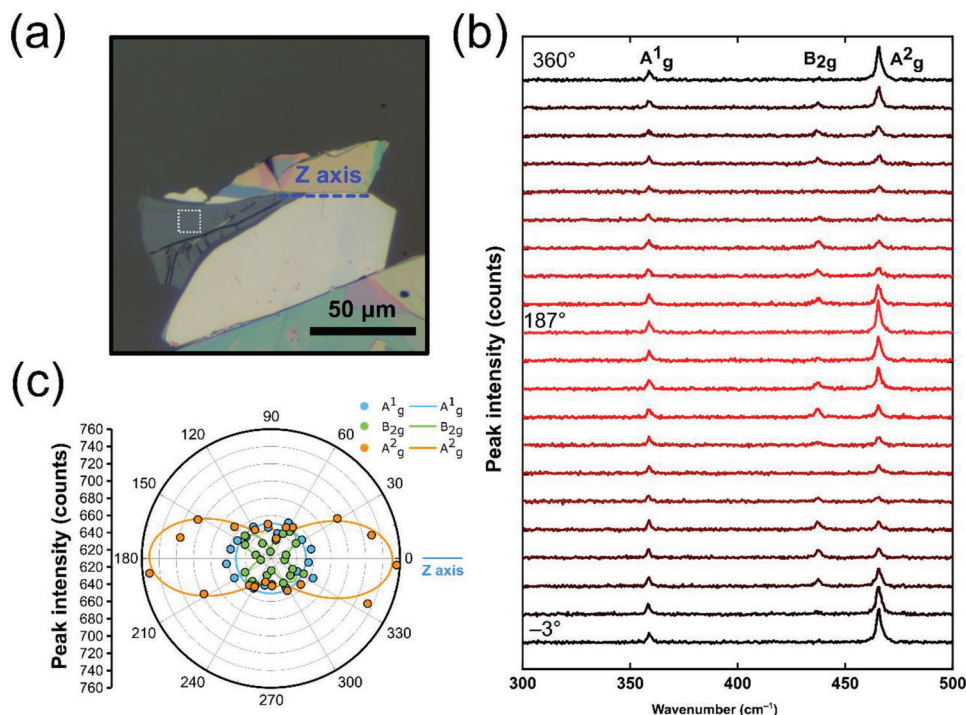 (a)
Z axis
50 μm
(b)
360°
A¹g
B₂g
A²g
187°
–3°
Peak intensity (counts)
300
350
400
450
500
Wavenumber (cm⁻¹)
(c)
A¹g
A¹g
B₂g
B₂g
A²g
A²g
Peak intensity (counts)
760
740
720
700
680
660
640
620
620
640
660
680
700
720
740
760
90
60
30
0
330
300
270
240
210
180
150
120
Z axis